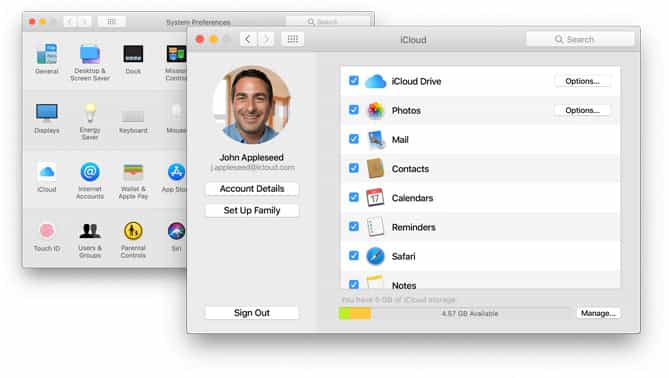 System Preferences
Search
General
Desktop &
Screen Saver
Dock
Mission
Control
Displays
Energy
Saver
Keyboard
Mouse
iCloud
Internet
Accounts
Wallet &
Apple Pay
App Store
Touch ID
Users &
Groups
Parental
Controls
Siri
iCloud
Search
John Appleseed
j.appleseed@icloud.com
Account Details
Set Up Family
Sign Out
iCloud Drive
Options...
Photos
Options...
Mail
Contacts
17
Calendars
Reminders
Safari
Notes
You have 5 GB of iCloud storage.
4.57 GB Available
Manage...